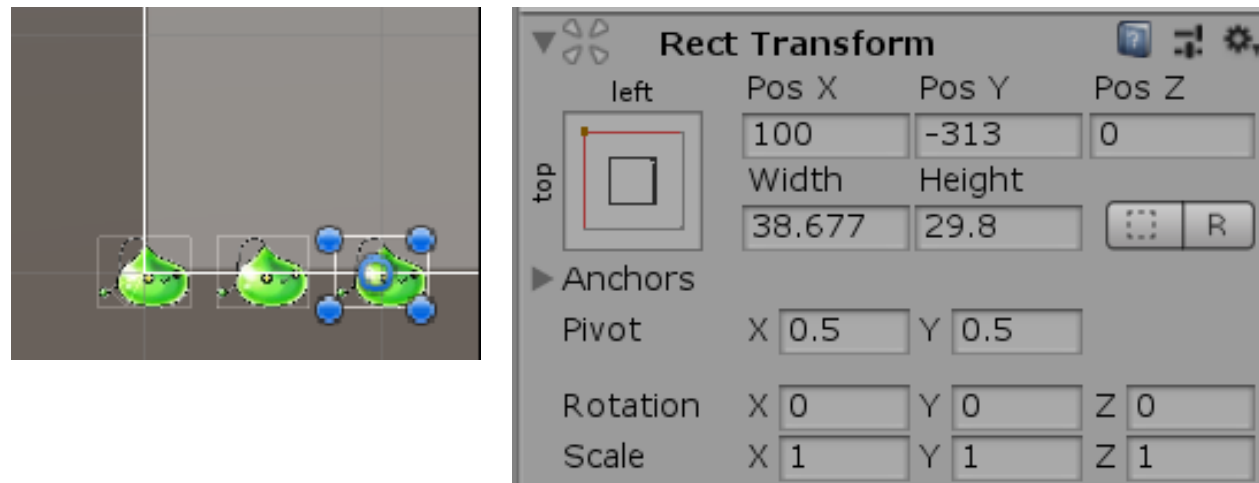 Rect Transform
left
Pos X Pos Y Pos Z
100 -313 0
top
Width Height
38.677 29.8
R
Anchors
Pivot X 0.5 Y 0.5
Rotation X 0 Y 0 Z 0
Scale X 1 Y 1 Z 1